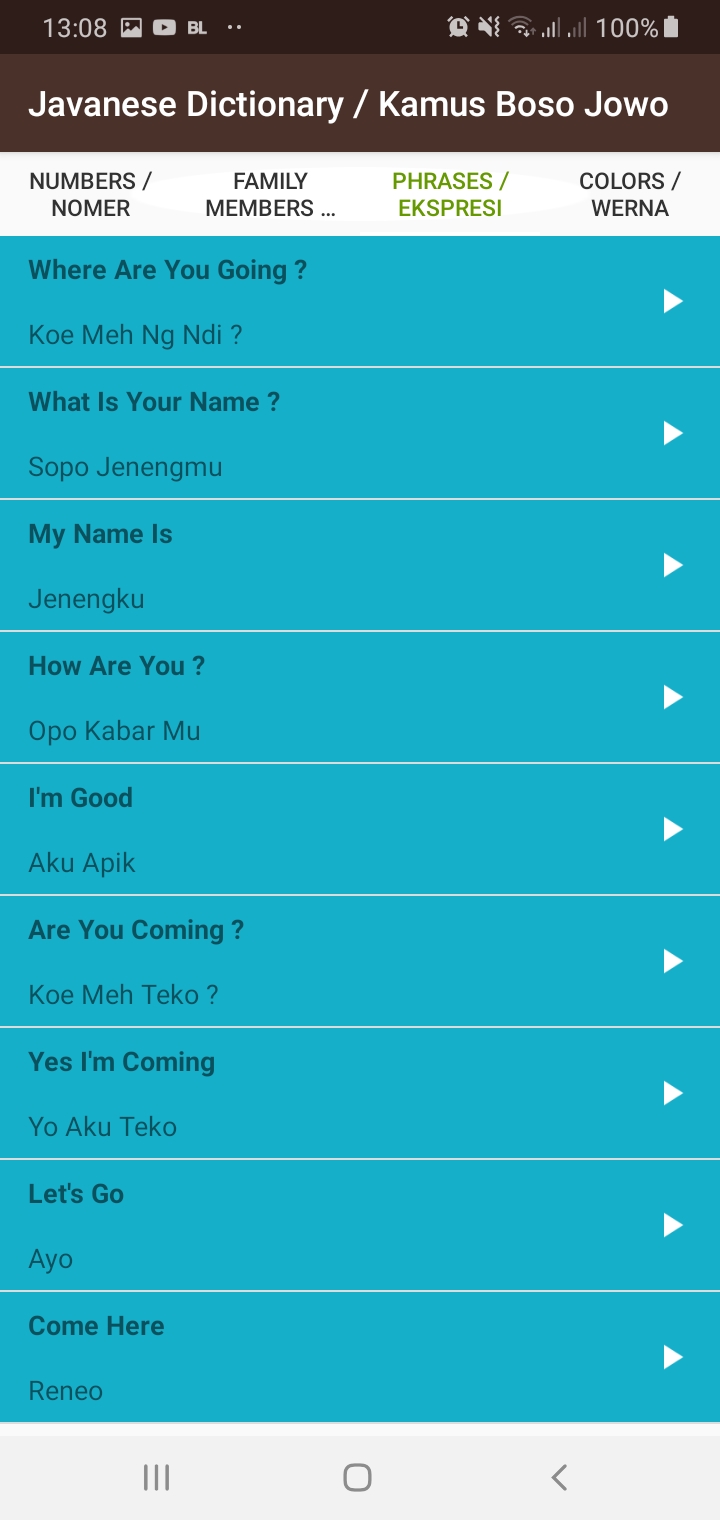 13:08 BL 100%
Javanese Dictionary / Kamus Boso Jowo
NUMBERS / NOMER
FAMILY MEMBERS ...
PHRASES / EKSPRESI
COLORS / WERNA
Where Are You Going ?
Koe Meh Ng Ndi ?
What Is Your Name ?
Sopo Jenengmu
My Name Is
Jenengku
How Are You ?
Opo Kabar Mu
I'm Good
Aku Apik
Are You Coming ?
Koe Meh Teko ?
Yes I'm Coming
Yo Aku Teko
Let's Go
Ayo
Come Here
Reneo